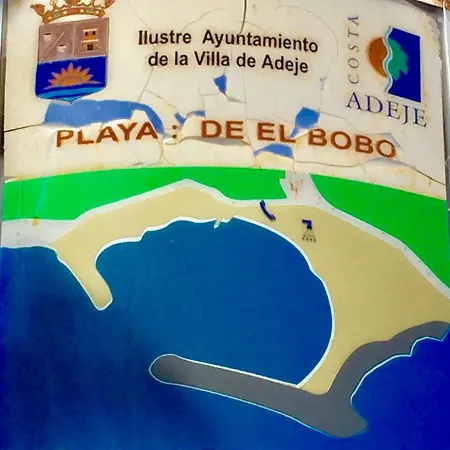 Ilustre Ayuntamiento
de la Villa de Adeje
COSTA
ADEJE
PLAYA : DE EL BOBO